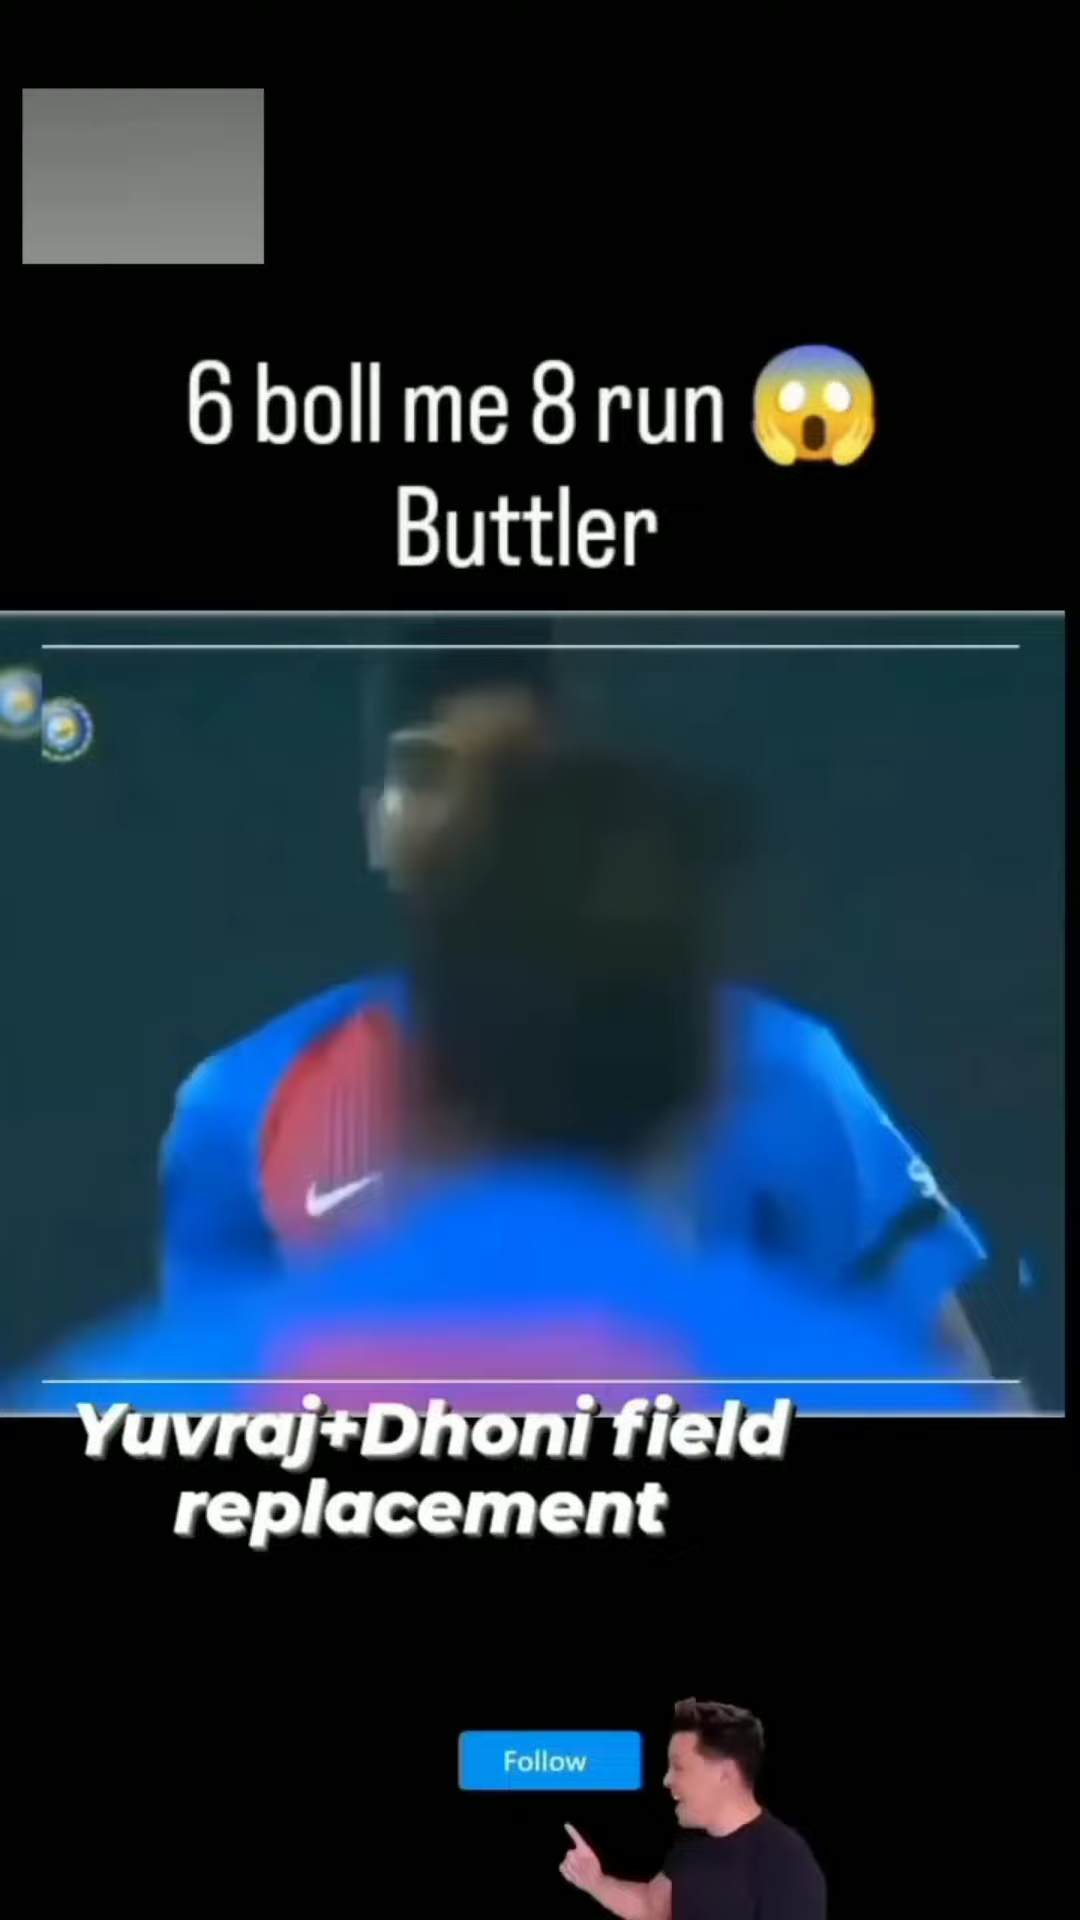 6 boll me 8 run 😱
Buttler
Yuvraj+Dhoni field
replacement
Follow